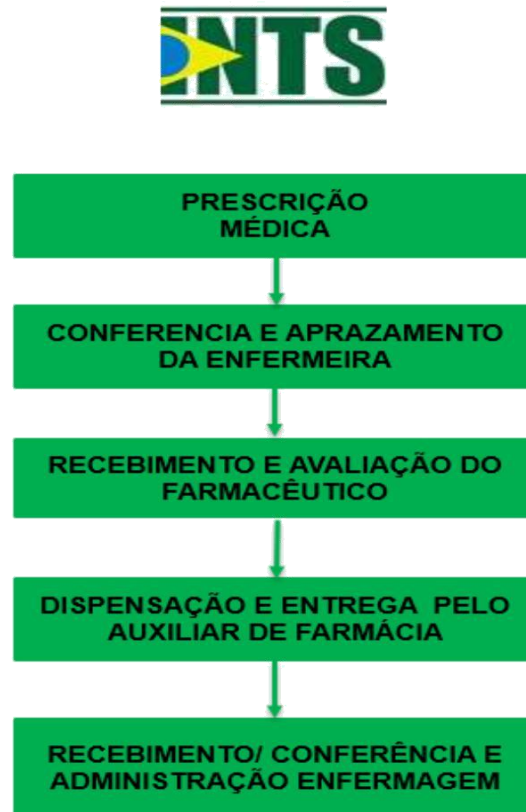 INTS
PRESCRIÇÃO
MÉDICA
CONFERENCIA E APRAZAMENTO
DA ENFERMEIRA
RECEBIMENTO E AVALIAÇÃO DO
FARMACÊUTICO
DISPENSAÇÃO E ENTREGA PELO
AUXILIAR DE FARMÁCIA
RECEBIMENTO/ CONFERÊNCIA E
ADMINISTRAÇÃO ENFERMAGEM